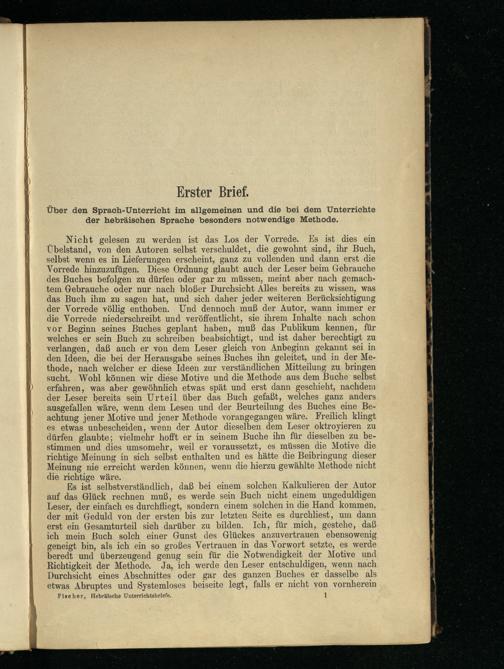 Erster Brief.
Über den Sprach-Unterricht im allgemeinen und die bei dem Unterrichte
der hebräischen Sprache besonders notwendige Methode.
Nicht gelesen zu werden ist das Los der Vorrede. Es ist dies ein
Übelstand, von den Autoren selbst verschuldet, die gewohnt sind, ihr Buch,
selbst wenn es in Lieferungen erscheint, ganz zu vollenden und dann erst die
Vorrede hinzuzufügen. Diese Ordnung glaubt auch der Leser beim Gebrauche
des Buches befolgen zu dürfen oder gar zu müssen, meint aber nach gemach-
tem Gebrauche oder nur nach bloßer Durchsicht Alles bereits zu wissen, was
das Buch ihm zu sagen hat, und sich daher jeder weiteren Berücksichtigung
der Vorrede völlig enthoben. Und dennoch muß der Autor, wann immer er
die Vorrede niederschreibt und veröffentlicht, sie ihrem Inhalte nach schon
vor Beginn seines Buches geplant haben, muß das Publikum kennen, für
welches er sein Buch zu schreiben beabsichtigt, und ist daher berechtigt zu
verlangen, daß auch er von dem Leser gleich von Anbeginn gekannt sei in
den Ideen, die bei der Herausgabe seines Buches ihn geleitet, und in der Me-
thode, nach welcher er diese Ideen zur verständlichen Mitteilung zu bringen
sucht. Wohl können wir diese Motive und die Methode aus dem Buche selbst
erfahren, was aber gewöhnlich etwas spät und erst dann geschieht, nachdem
der Leser bereits sein Urteil über das Buch gefaßt, welches ganz anders
ausgefallen wäre, wenn dem Lesen und der Beurteilung des Buches eine Be-
achtung jener Motive und jener Methode vorangegangen wäre. Freilich klingt
es etwas unbescheiden, wenn der Autor dieselben dem Leser oktroyieren zu
dürfen glaubte; vielmehr hofft er in seinem Buche ihn für dieselben zu be-
stimmen und dies umsomehr, weil er voraussetzt, es müssen die Motive die
richtige Meinung in sich selbst enthalten und es hätte die Beibringung dieser
Meinung nie erreicht werden können, wenn die hierzu gewählte Methode nicht
die richtige wäre.
Es ist selbstverständlich, daß bei einem solchen Kalkulieren der Autor
auf das Glück rechnen muß, es werde sein Buch nicht einem ungeduldigen
Leser, der einfach es durchfliegt, sondern einem solchen in die Hand kommen,
der mit Geduld von der ersten bis zur letzten Seite es durchliest, um dann
erst ein Gesamturteil sich darüber zu bilden. Ich, für mich, gestehe, daß
ich mein Buch solch einer Gunst des Glückes anzuvertrauen ebensowenig
geneigt bin, als ich ein so großes Vertrauen in das Vorwort setzte, es werde
beredt und überzeugend genug sein für die Notwendigkeit der Motive und
Richtigkeit der Methode. Ja, ich werde den Leser entschuldigen, wenn nach
Durchsicht eines Abschnittes oder gar des ganzen Buches er dasselbe als
etwas Abruptes und Systemloses beiseite legt, falls er nicht von vornherein
Fischer, Hebräische Unterrichtsbriefe. 1